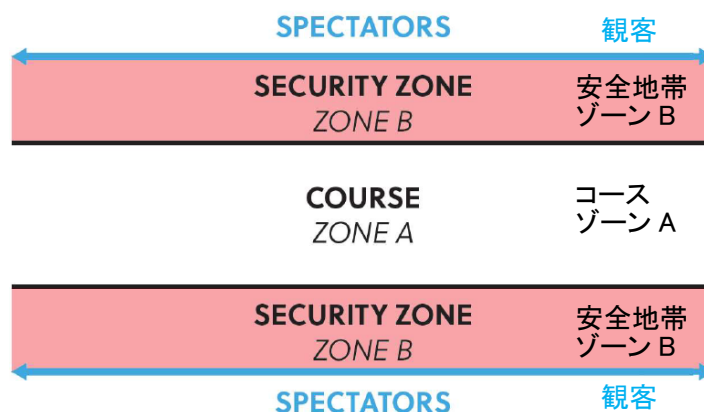 SPECTATORS 観客
SECURITY ZONE 安全地帯
ZONE B ゾーン B
COURSE コース
ZONE A ゾーン A
SECURITY ZONE 安全地帯
ZONE B ゾーン B
SPECTATORS 観客